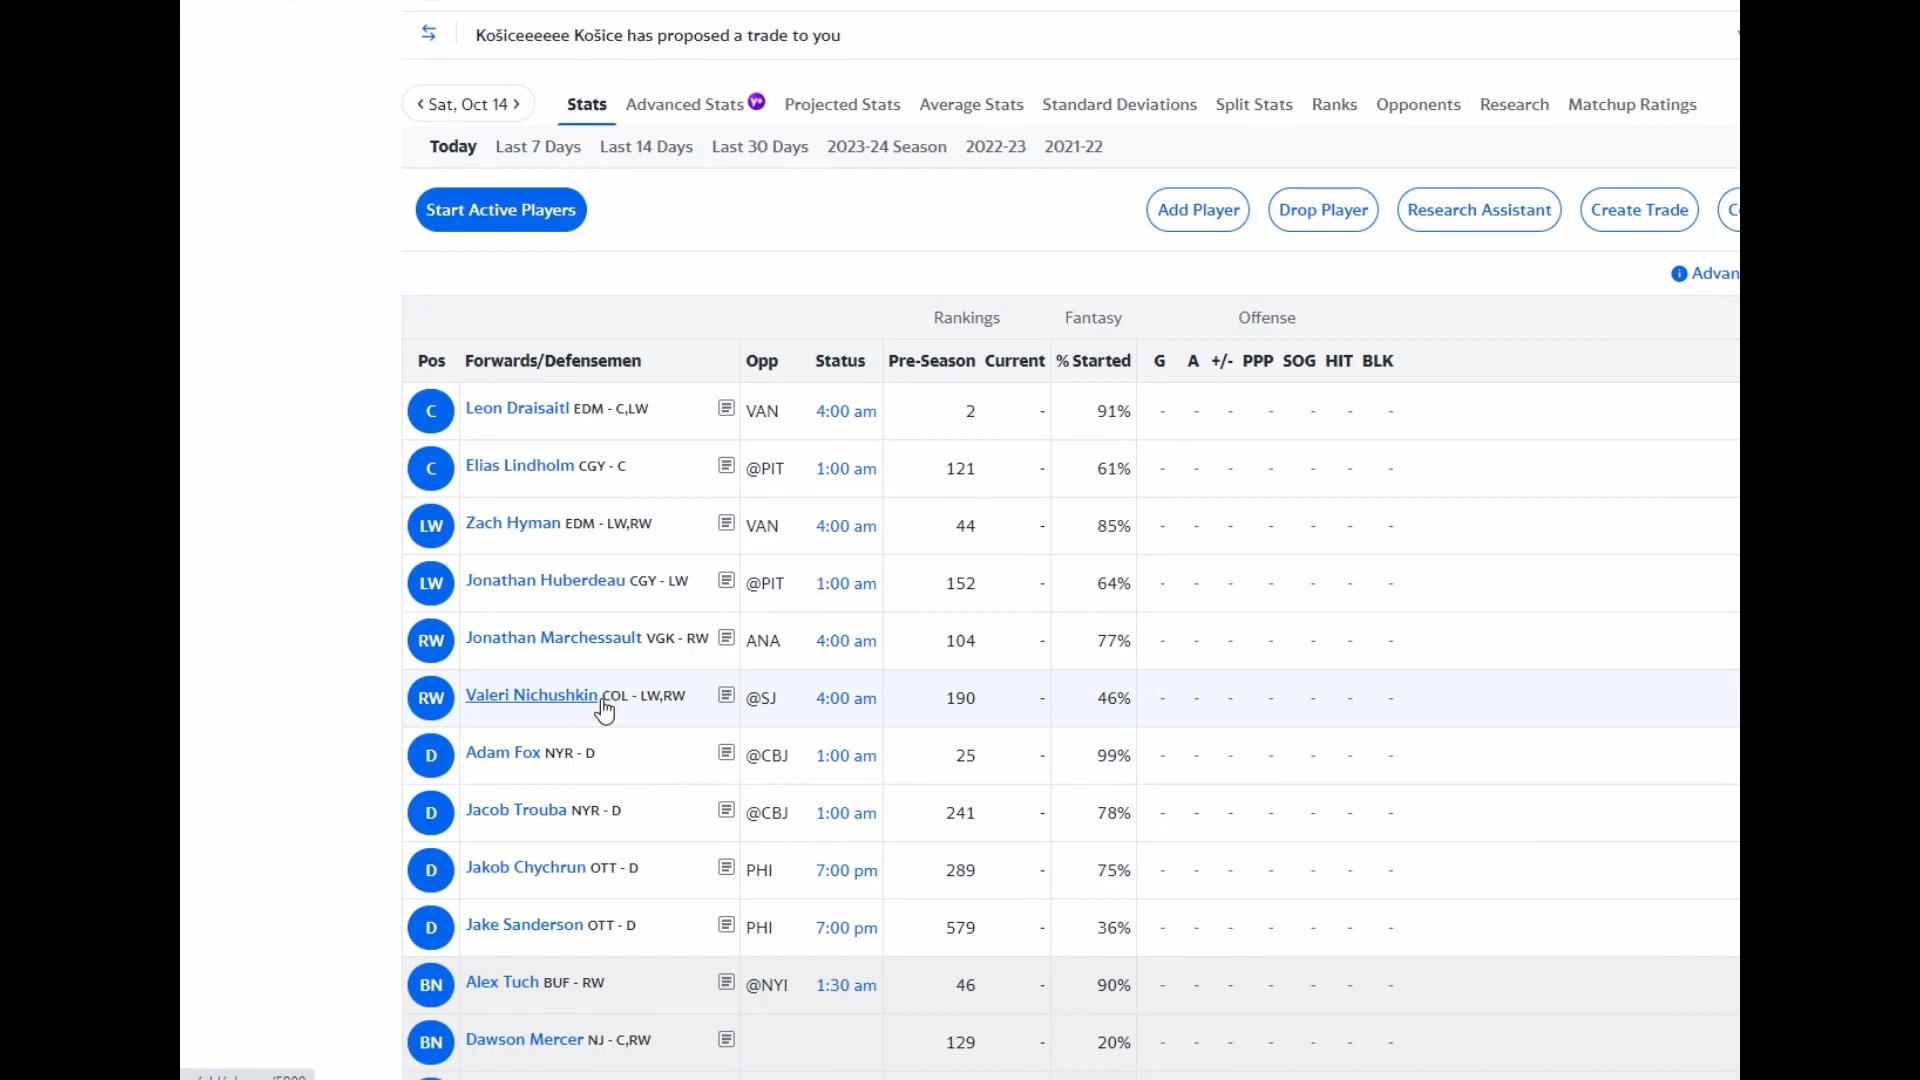 Košiceeeeee Košice has proposed a trade to you
Sat, Oct 14 Stats Advanced Stats Y+ Projected Stats Average Stats Standard Deviations Split Stats Ranks Opponents Research Matchup Ratings
Today Last 7 Days Last 14 Days Last 30 Days 2023-24 Season 2022-23 2021-22
Start Active Players Add Player Drop Player Research Assistant Create Trade
Rankings Fantasy Offense
Pos Forwards/Defensemen Opp Status Pre-Season Current % Started G A +/- PPP SOG HIT BLK
C Leon Draisaitl EDM - C,LW VAN 4:00 am 2 - 91% - - - - - - -
C Elias Lindholm CGY - C @PIT 1:00 am 121 - 61% - - - - - - -
LW Zach Hyman EDM - LW,RW VAN 4:00 am 44 - 85% - - - - - - -
LW Jonathan Huberdeau CGY - LW @PIT 1:00 am 152 - 64% - - - - - - -
RW Jonathan Marchessault VGK - RW ANA 4:00 am 104 - 77% - - - - - - -
RW Valeri Nichushkin COL - LW,RW @SJ 4:00 am 190 - 46% - - - - - - -
D Adam Fox NYR - D @CBJ 1:00 am 25 - 99% - - - - - - -
D Jacob Trouba NYR - D @CBJ 1:00 am 241 - 78% - - - - - - -
D Jakob Chychrun OTT - D PHI 7:00 pm 289 - 75% - - - - - - -
D Jake Sanderson OTT - D PHI 7:00 pm 579 - 36% - - - - - - -
BN Alex Tuch BUF - RW @NYI 1:30 am 46 - 90% - - - - - - -
BN Dawson Mercer NJ - C,RW 129 - 20% - - - - - - -